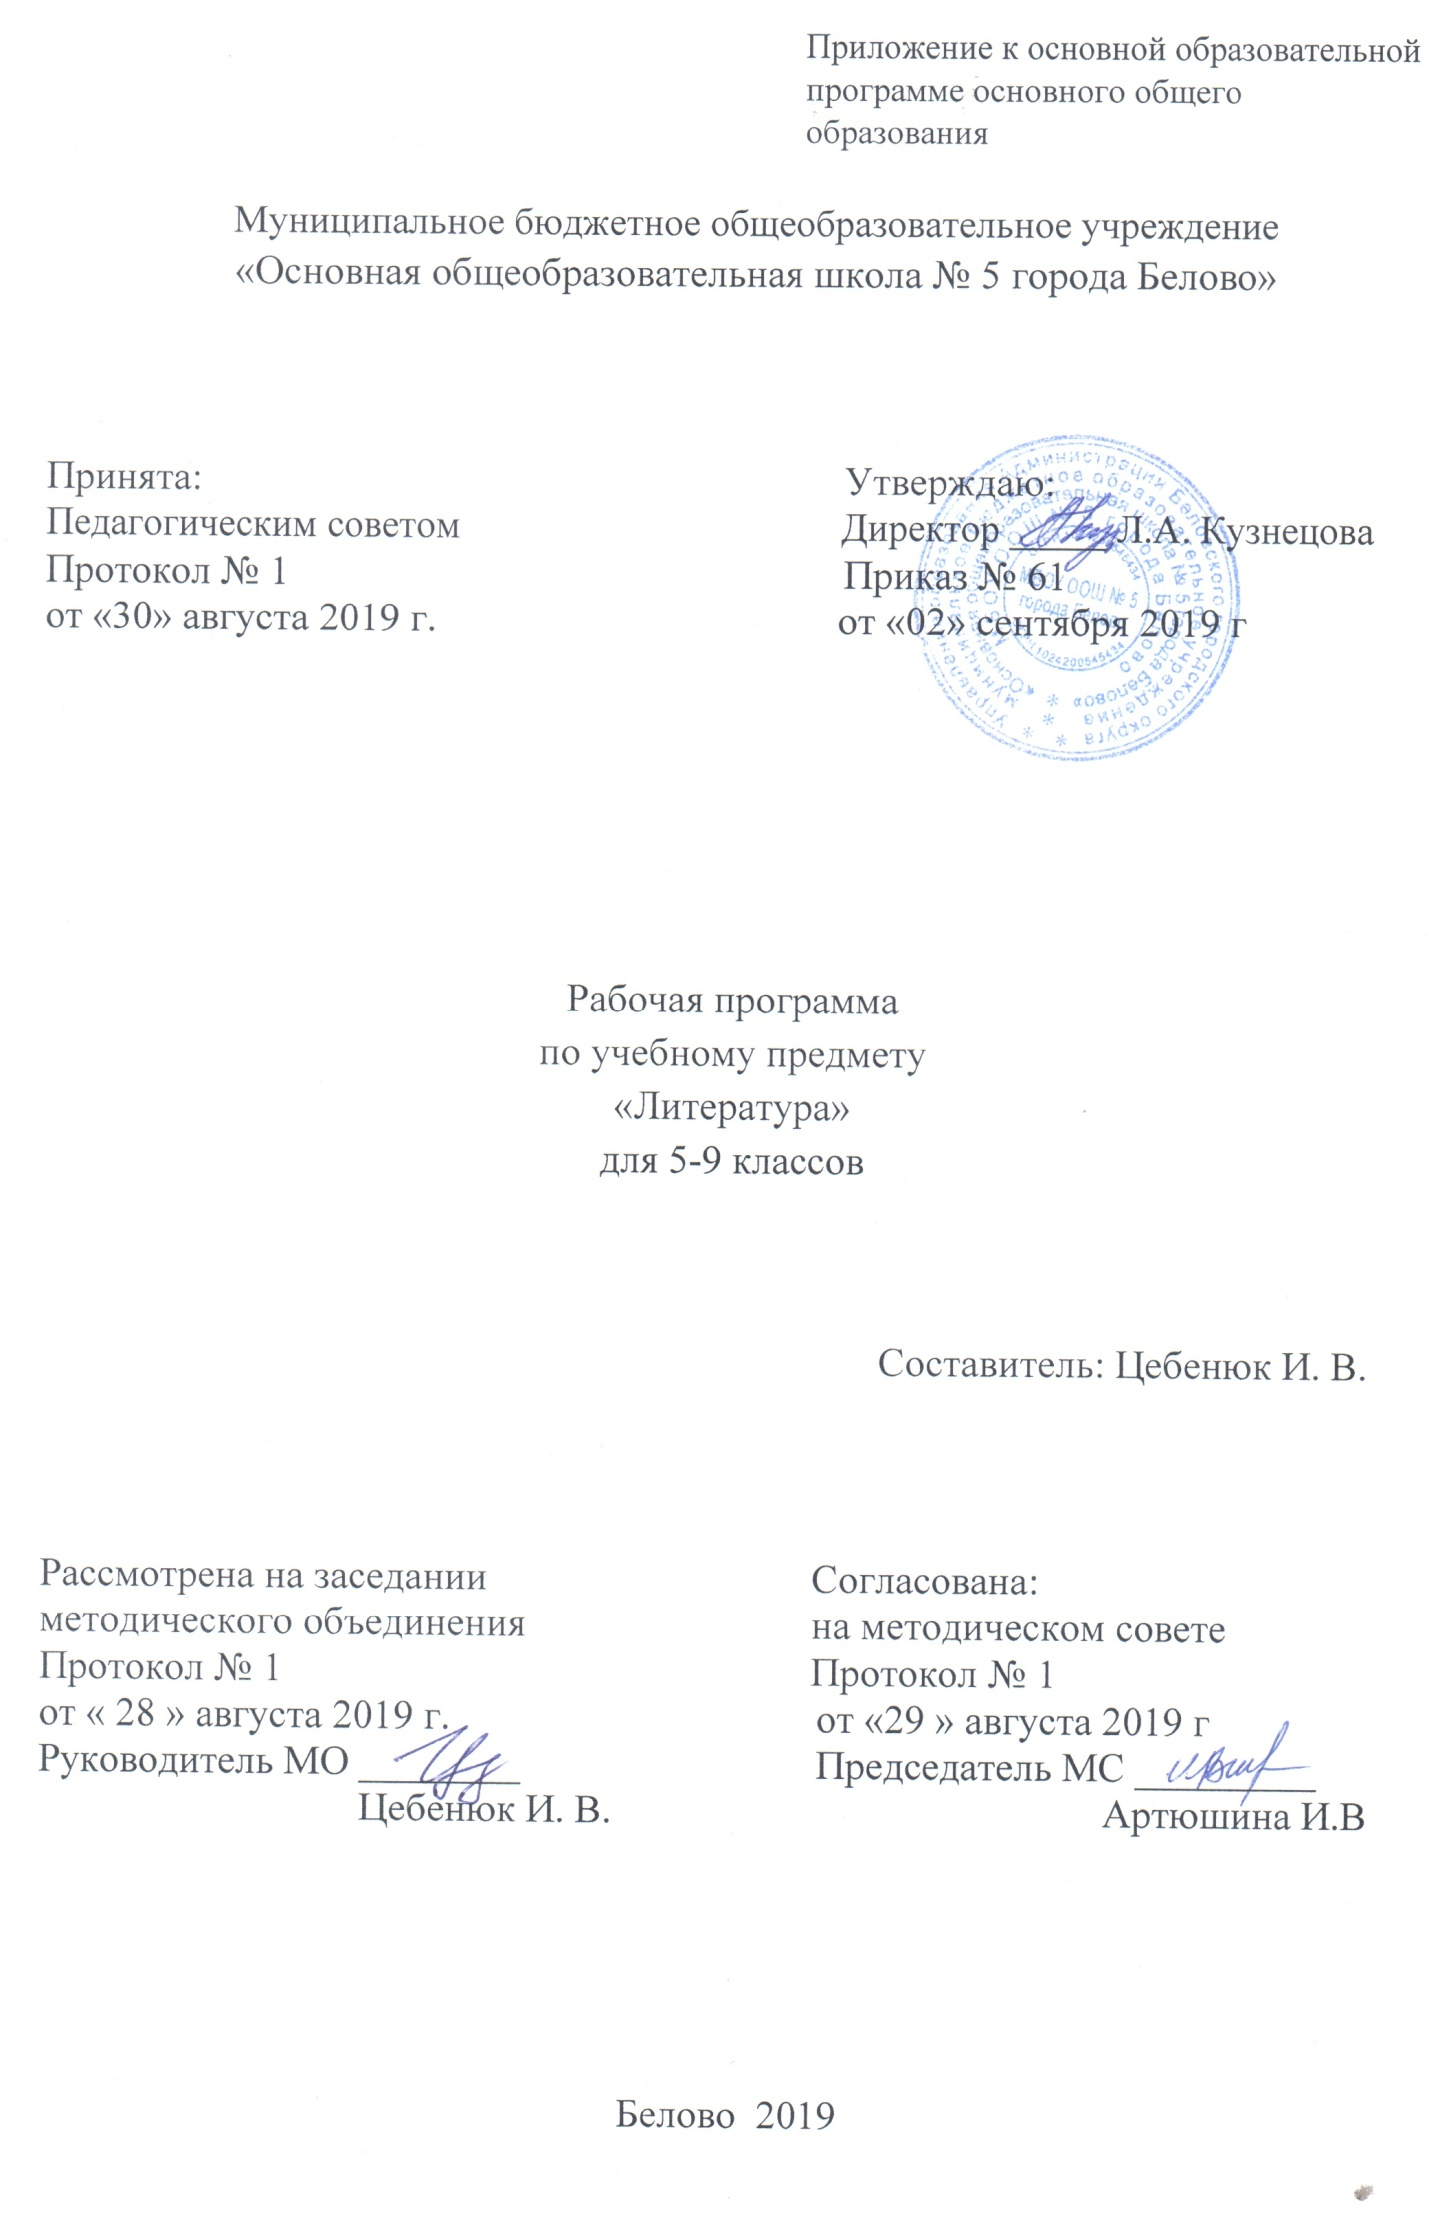 Приложение к основной образовательной
программе основного общего
образования
Муниципальное бюджетное общеобразовательное учреждение
«Основная общеобразовательная школа № 5 города Белово»
Принята:
Педагогическим советом
Протокол № 1
от «30» августа 2019 г.
Утверждаю:
Директор _____ Л.А. Кузнецова
Приказ № 61
от «02» сентября 2019 г
Рабочая программа
по учебному предмету
«Литература»
для 5-9 классов
Составитель: Цебенюк И. В.
Рассмотрена на заседании
методического объединения
Протокол № 1
от « 28 » августа 2019 г.
Руководитель МО ________
Цебенюк И. В.
Согласована:
на методическом совете
Протокол № 1
от «29 » августа 2019 г
Председатель МС _________
Артюшина И.В
Белово 2019